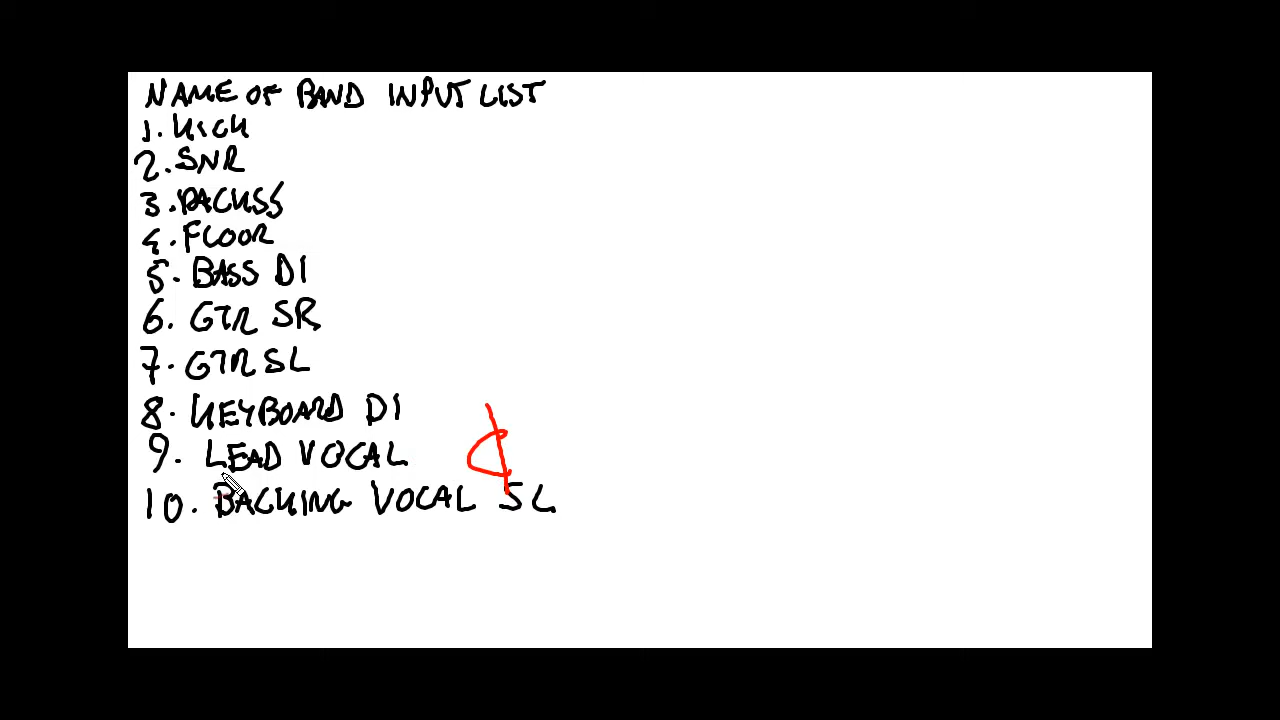 NAME OF BAND INPUT LIST
1. KICK
2. SNR
3. RACKSS
4. FLOOR
5. BASS DI
6. GTR SR
7. GTR SL
8. KEYBOARD DI
9. LEAD VOCAL
10. BACKING VOCAL SL